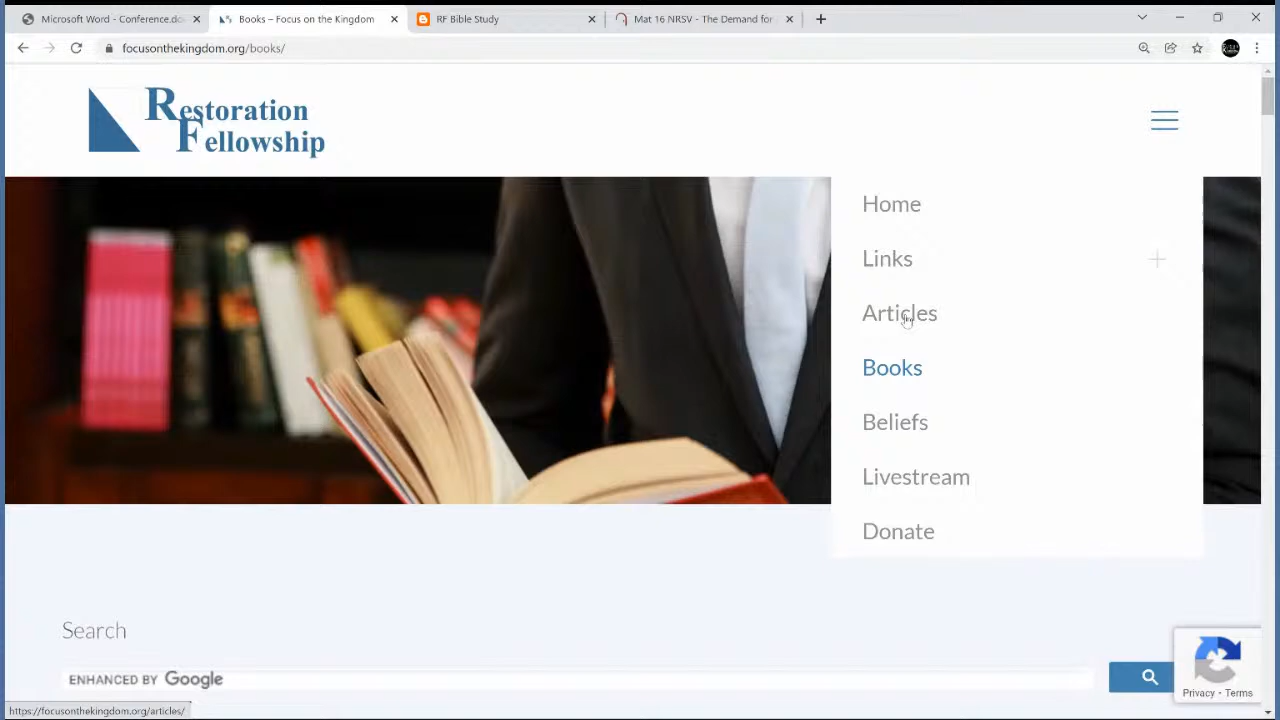 Microsoft Word - Conference.do
Books – Focus on the Kingdom
RF Bible Study
Mat 16 NRSV - The Demand for
focusonthekingdom.org/books/
Restoration
Fellowship
Home
Links
Articles
Books
Beliefs
Livestream
Donate
Search
ENHANCED BY Google
Privacy - Terms
https://focusonthekingdom.org/articles/